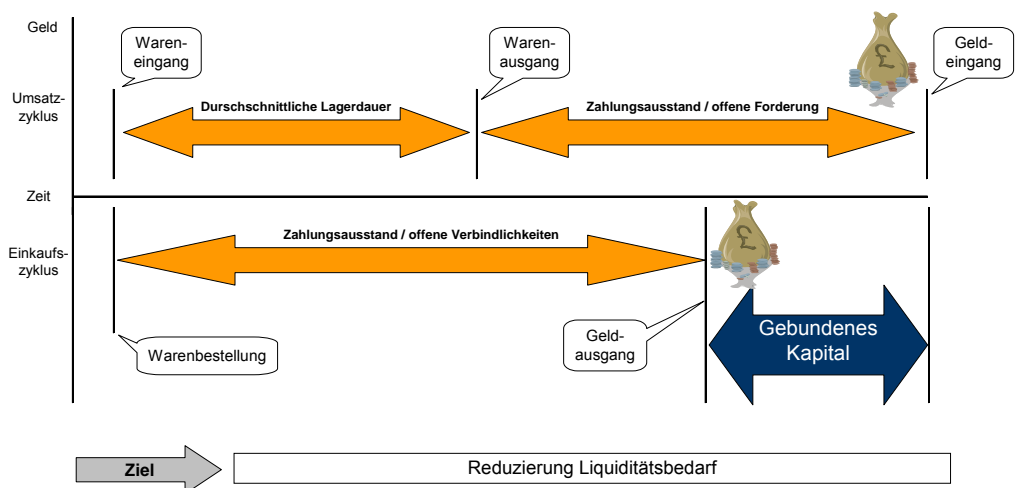 Geld
Waren-
eingang
Waren-
ausgang
£
Geld-
eingang
Umsatz-
zyklus
Durschschnittliche Lagerdauer
Zahlungsausstand / offene Forderung
Zeit
Einkaufs-
zyklus
Zahlungsausstand / offene Verbindlichkeiten
£
Warenbestellung
Geld-
ausgang
Gebundenes
Kapital
Ziel
Reduzierung Liquiditätsbedarf